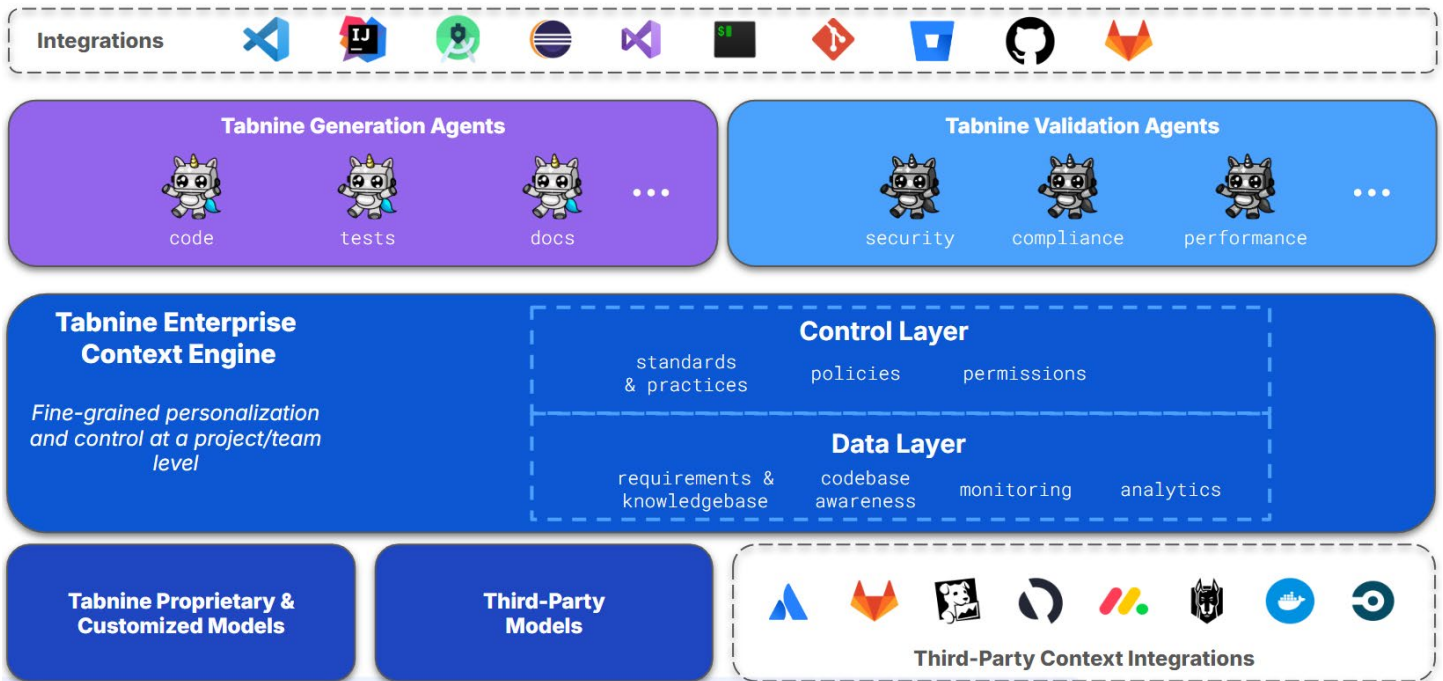 Integrations
IJ
$
Tabnine Generation Agents
code
tests
docs
...
Tabnine Validation Agents
security
compliance
performance
...
Tabnine Enterprise
Context Engine
Fine-grained personalization
and control at a project/team
level
Control Layer
standards
& practices
policies
permissions
Data Layer
requirements &
knowledgebase
codebase
awareness
monitoring
analytics
Tabnine Proprietary &
Customized Models
Third-Party
Models
Third-Party Context Integrations